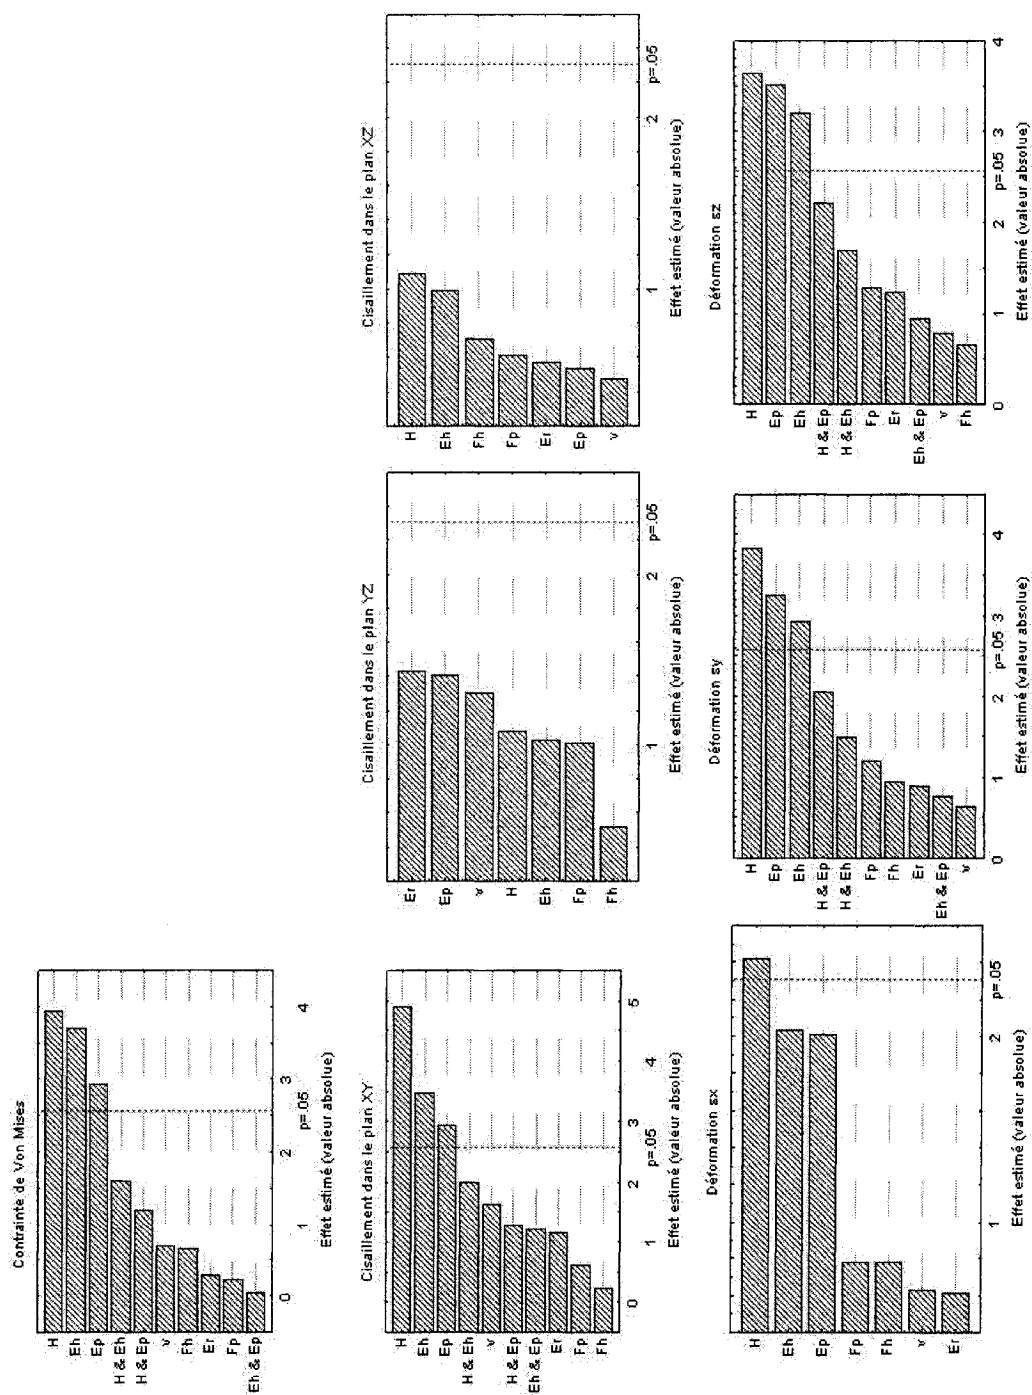 Contrainte de Von Mises
H
Eh
Ep
H & Eh
H & Ep
v
Fh
Er
Fp
Eh & Ep
p=.05
0 1 2 3 4
Effet estimé (valeur absolue)
Cisaillement dans le plan XY
H
Eh
Ep
H & Eh
v
H & Ep
Eh & Ep
Er
Fp
Fh
p=.05
0 1 2 3 4 5
Effet estimé (valeur absolue)
Cisaillement dans le plan YZ
Er
Ep
v
H
Eh
Fp
Fh
p=.05
1 2
Effet estimé (valeur absolue)
Cisaillement dans le plan XZ
H
Eh
Fh
Fp
Er
Ep
v
p=.05
1 2
Effet estimé (valeur absolue)
Déformation εx
H
Eh
Ep
Fp
Fh
v
Er
p=.05
1 2
Effet estimé (valeur absolue)
Déformation εy
H
Ep
Eh
H & Ep
H & Eh
Fp
Fh
Er
Eh & Ep
v
p=.05
0 1 2 3 4
Effet estimé (valeur absolue)
Déformation εz
H
Ep
Eh
H & Ep
H & Eh
Fp
Er
Eh & Ep
v
Fh
p=.05
0 1 2 3 4
Effet estimé (valeur absolue)